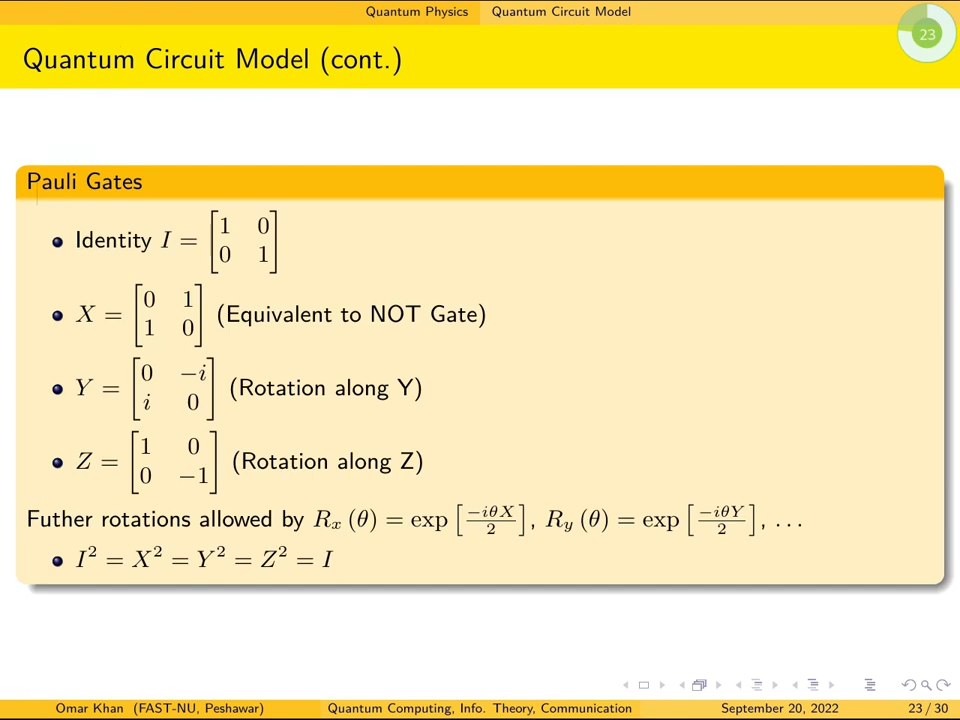 Quantum Physics Quantum Circuit Model
23
Quantum Circuit Model (cont.)
Pauli Gates
Identity I = [1 0
0 1]
X = [0 1
1 0] (Equivalent to NOT Gate)
Y = [0 −i
i 0] (Rotation along Y)
Z = [1 0
0 −1] (Rotation along Z)
Futher rotations allowed by Rₓ (θ) = exp [−iθX/2], R_y (θ) = exp [−iθY/2], ...
I² = X² = Y² = Z² = I
Omar Khan (FAST-NU, Peshawar) Quantum Computing, Info. Theory, Communication September 20, 2022 23 / 30